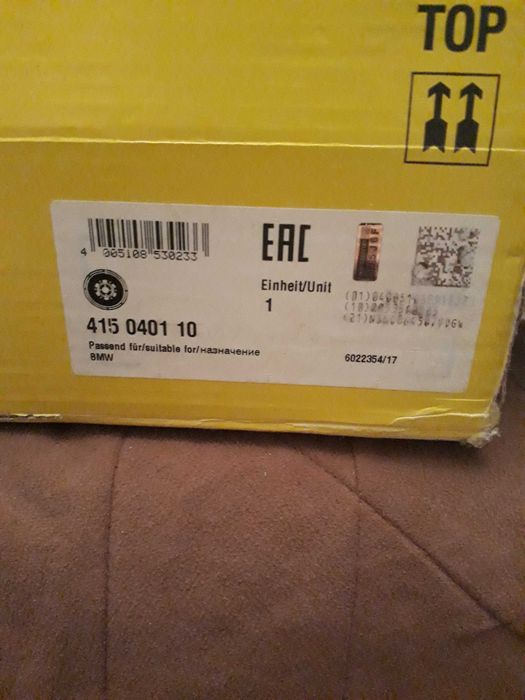 TOP
4 005108 530233
EAC
Einheit/Unit
1
415 0401 10
Passend für/suitable for/назначение
BMW
6022354/17